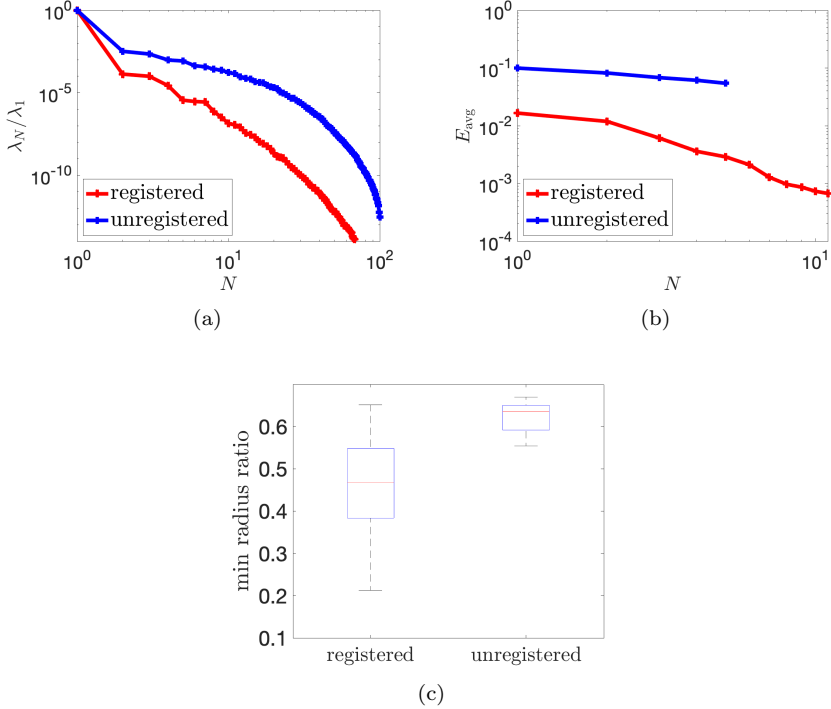 10^0
10^-5
10^-10
λ_N/λ_1
registered
unregistered
10^0
10^1
10^2
N
(a)
10^0
10^-1
10^-2
10^-3
10^-4
E_avg
registered
unregistered
10^0
10^1
N
(b)
0.6
0.5
0.4
0.3
0.2
0.1
min radius ratio
registered
unregistered
(c)